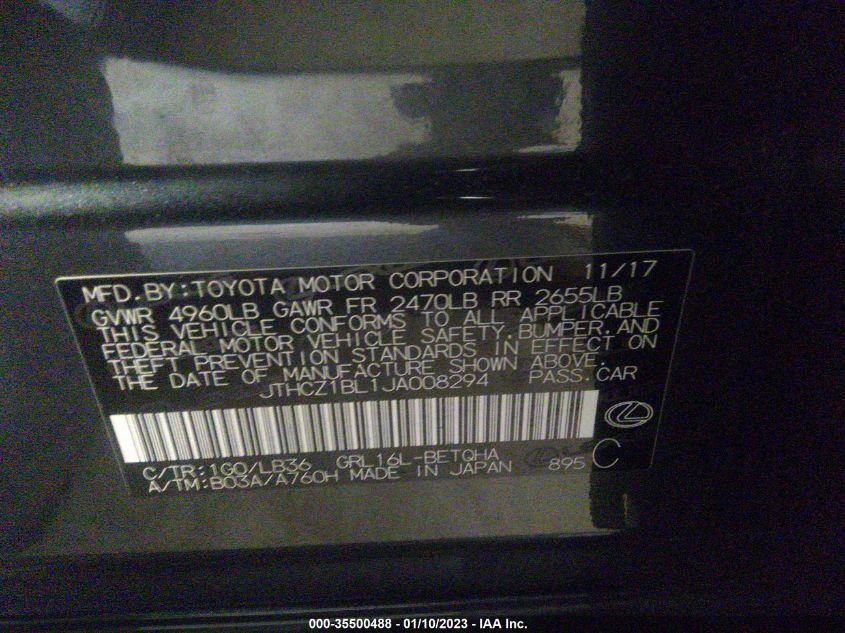 MFD.BY:TOYOTA MOTOR CORPORATION 11/17
GVWR 4960LB GAWR FR 2470LB RR 2655LB
THIS VEHICLE CONFORMS TO ALL APPLICABLE
FEDERAL MOTOR VEHICLE SAFETY,BUMPER,AND
THEFT PREVENTION STANDARDS IN EFFECT ON
THE DATE OF MANUFACTURE SHOWN ABOVE.
JTHCZ1BL1JA008294 PASS.CAR
C/TR:1G0/LB36 GRL16L-BETQHA
A/TM:B03A/A760H MADE IN JAPAN 895 C
000-35500488 - 01/10/2023 - IAA Inc.